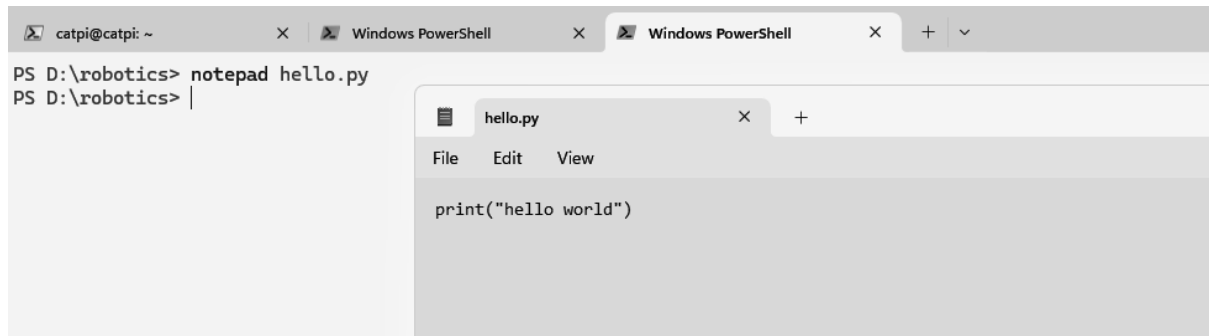 catpi@catpi: ~ Windows PowerShell Windows PowerShell
PS D:\robotics> notepad hello.py
PS D:\robotics>
hello.py
File Edit View
print("hello world")